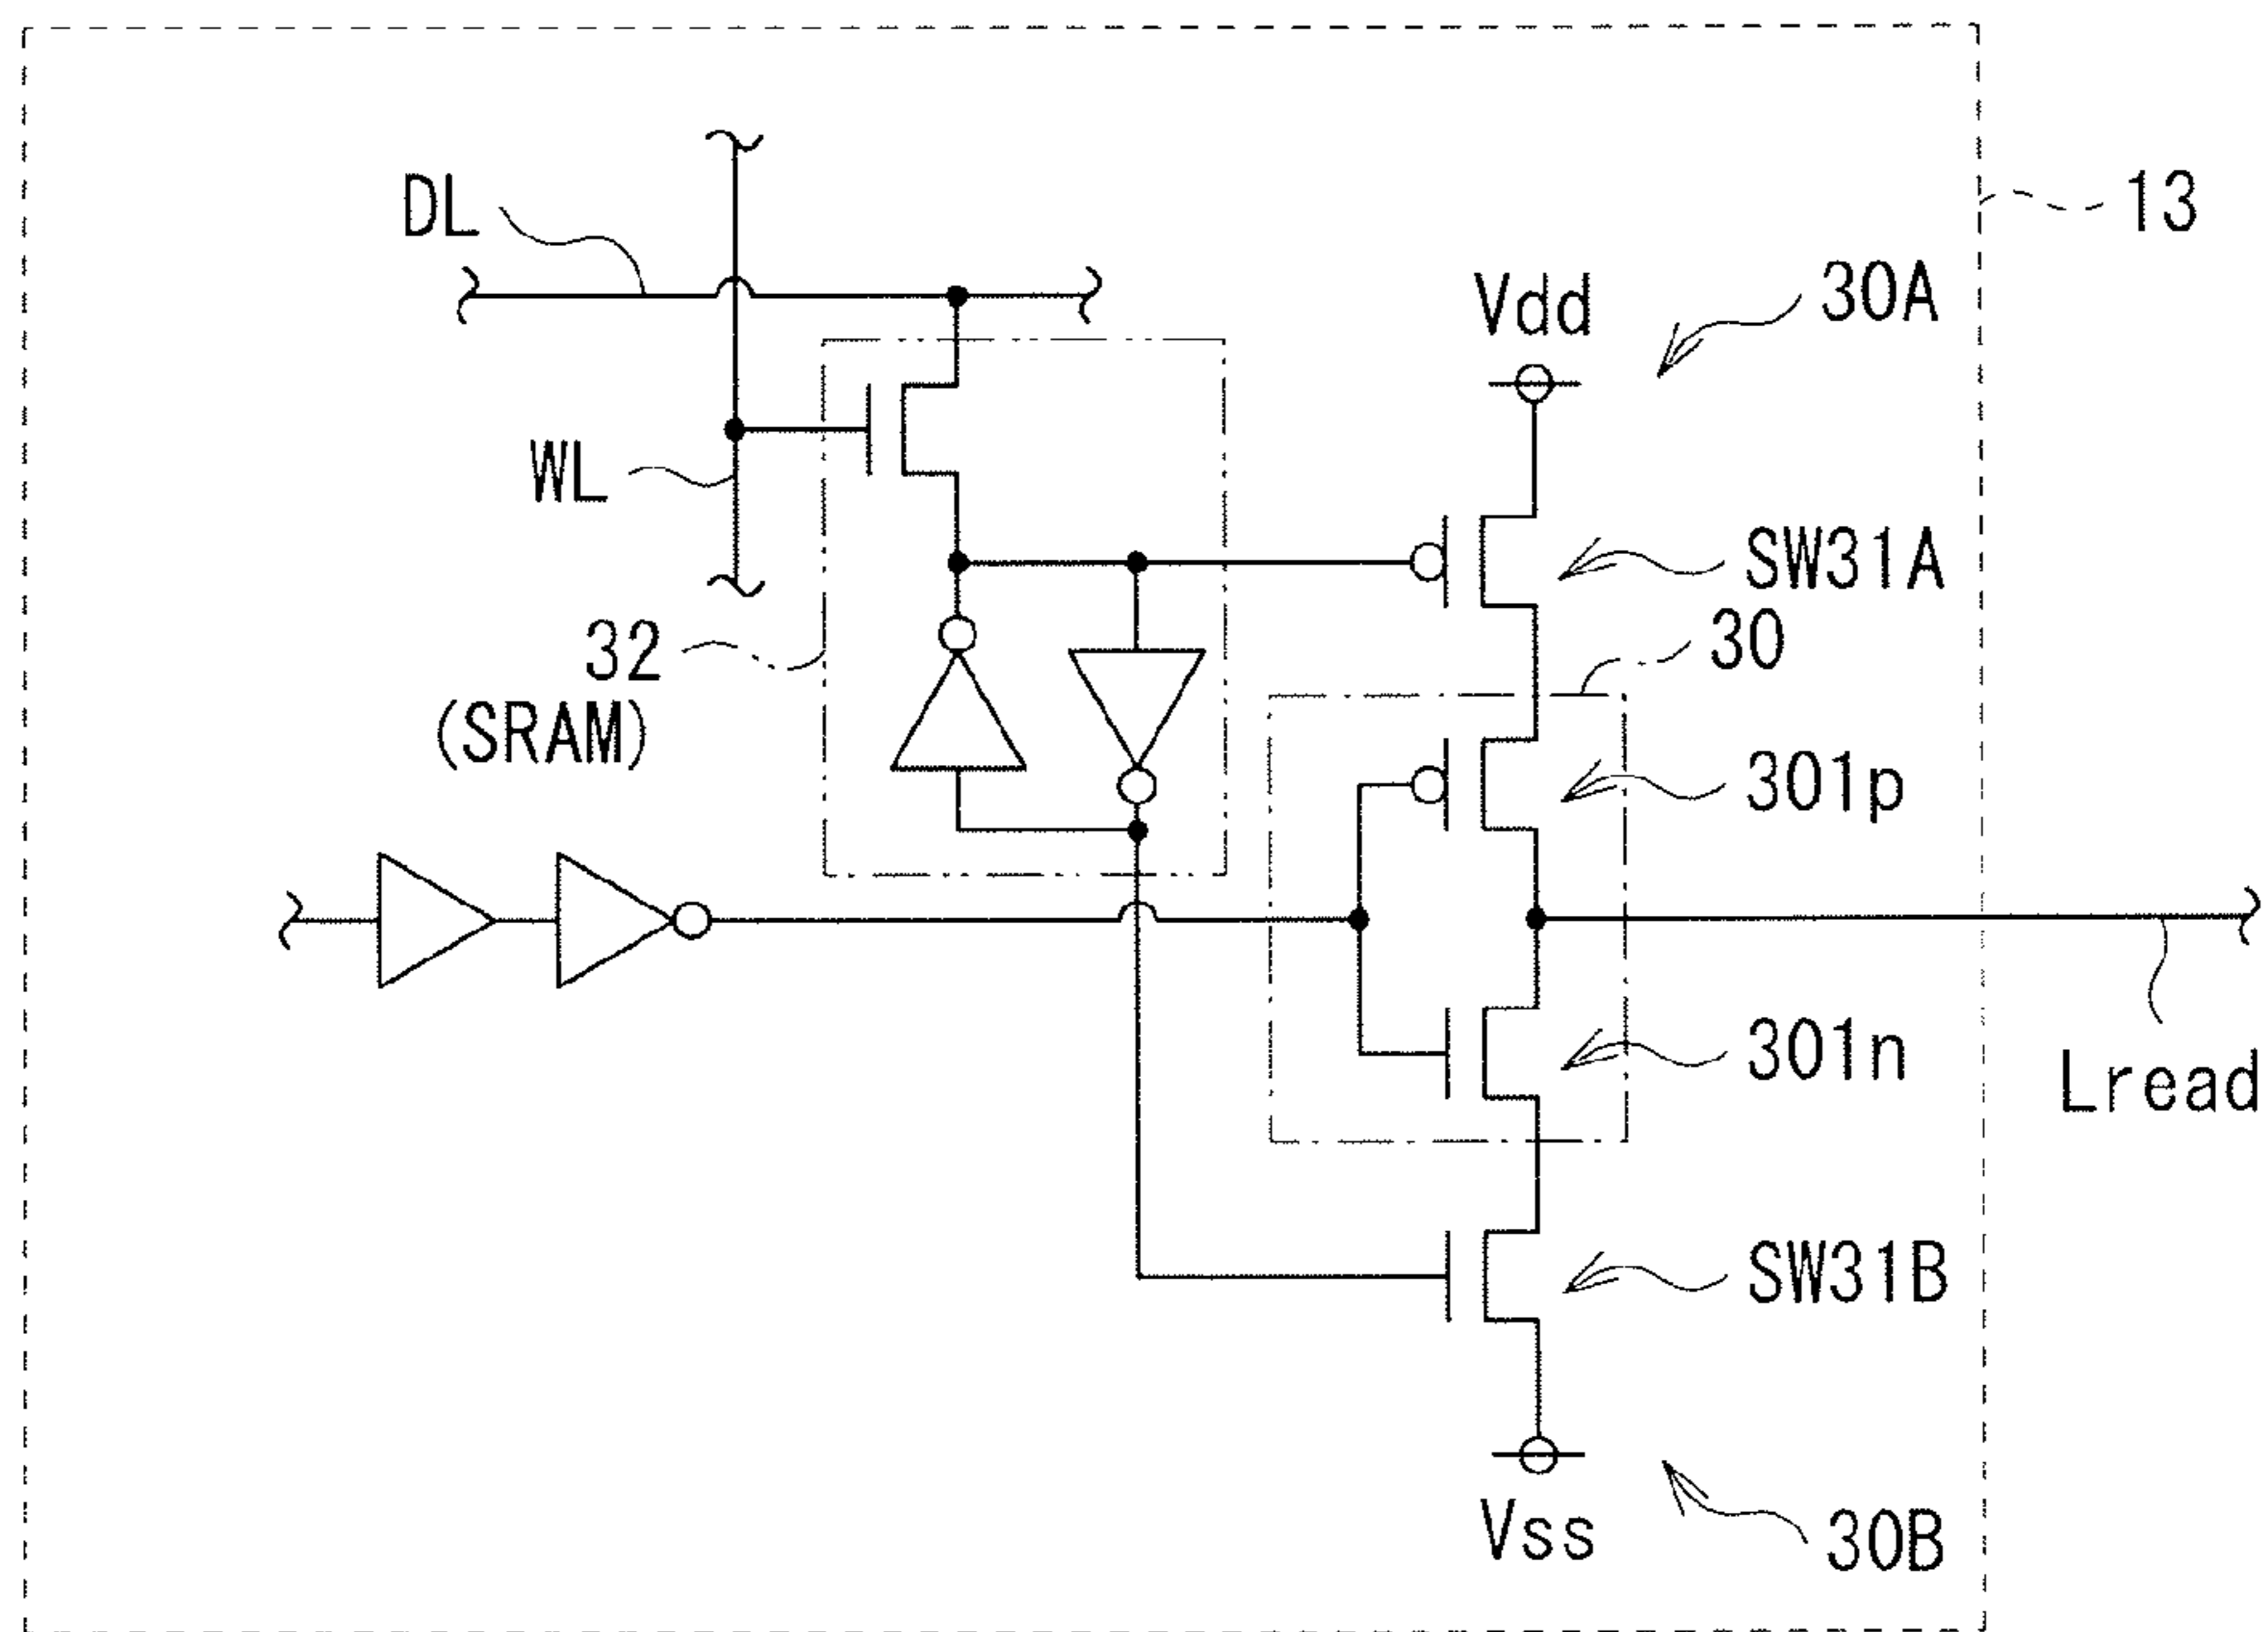 13
DL
30A
Vdd
WL
SW31A
30
32
(SRAM)
301p
301n
Lread
SW31B
Vss
30B